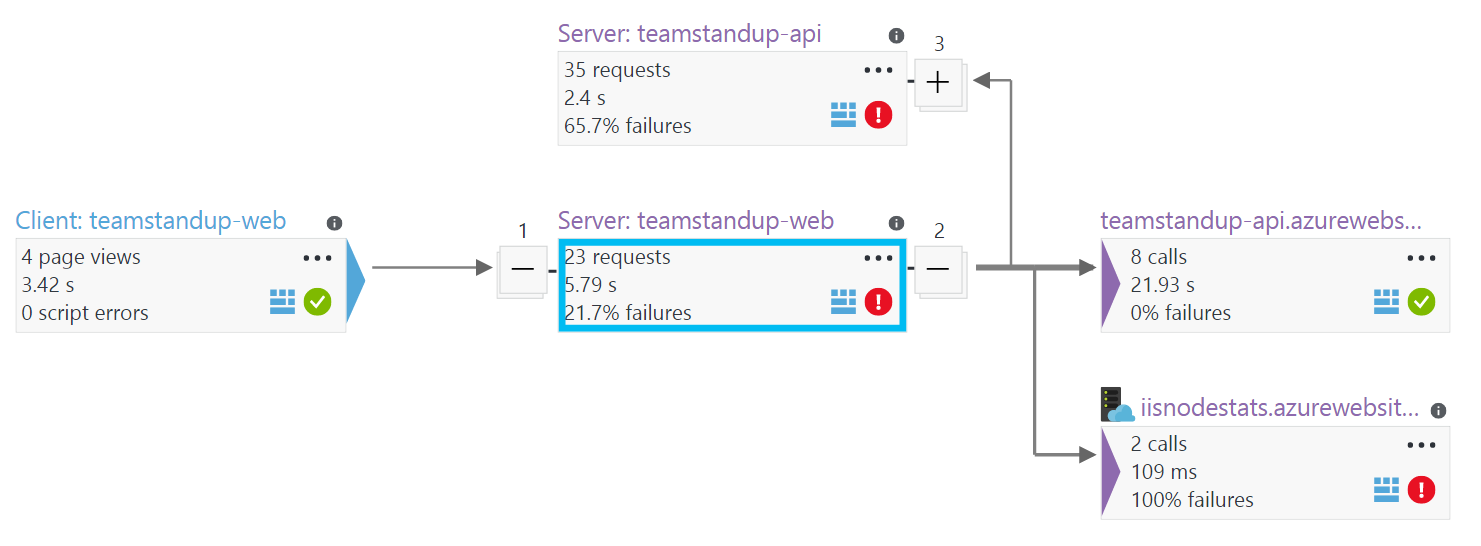 Server: teamstandup-api
3
35 requests
2.4 s
65.7% failures
Client: teamstandup-web
4 page views
3.42 s
0 script errors
1
Server: teamstandup-web
2
23 requests
5.79 s
21.7% failures
teamstandup-api.azurewebs...
8 calls
21.93 s
0% failures
iisnodestats.azurewebsit...
2 calls
109 ms
100% failures